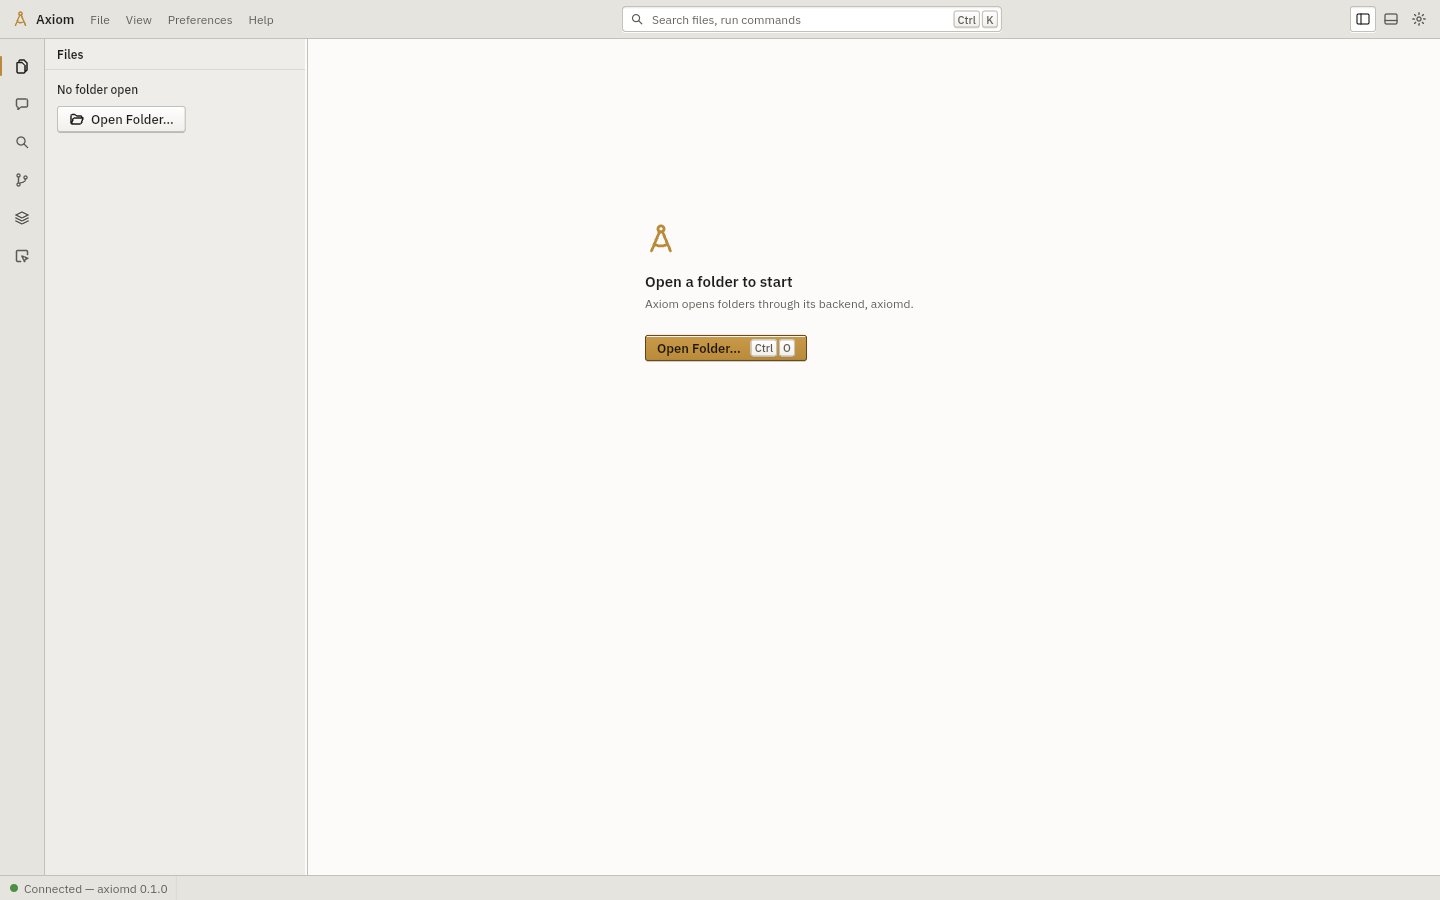 Axiom File View Preferences Help Search files, run commands Ctrl K
Files
No folder open
Open Folder...
Open a folder to start
Axiom opens folders through its backend, axiomd.
Open Folder... Ctrl O
Connected — axiomd 0.1.0